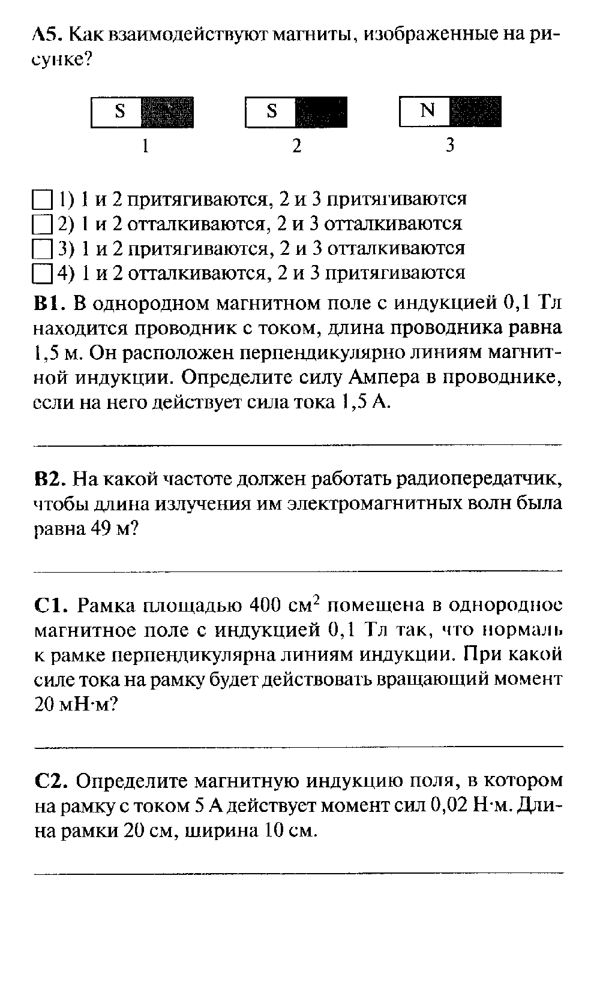 А5. Как взаимодействуют магниты, изображенные на ри-
сунке?
S S N
1 2 3
1) 1 и 2 притягиваются, 2 и 3 притягиваются
2) 1 и 2 отталкиваются, 2 и 3 отталкиваются
3) 1 и 2 притягиваются, 2 и 3 отталкиваются
4) 1 и 2 отталкиваются, 2 и 3 притягиваются
В1. В однородном магнитном поле с индукцией 0,1 Тл
находится проводник с током, длина проводника равна
1,5 м. Он расположен перпендикулярно линиям магнит-
ной индукции. Определите силу Ампера в проводнике,
если на него действует сила тока 1,5 А.
В2. На какой частоте должен работать радиопередатчик,
чтобы длина излучения им электромагнитных волн была
равна 49 м?
С1. Рамка площадью 400 см² помещена в однородное
магнитное поле с индукцией 0,1 Тл так, что нормаль
к рамке перпендикулярна линиям индукции. При какой
силе тока на рамку будет действовать вращающий момент
20 мН·м?
С2. Определите магнитную индукцию поля, в котором
на рамку с током 5 А действует момент сил 0,02 Н·м. Дли-
на рамки 20 см, ширина 10 см.